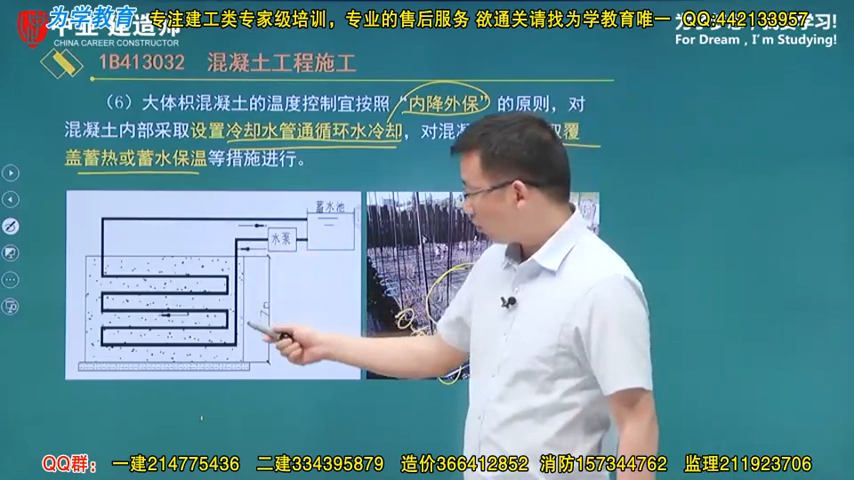 为学教育 专注建工类专家级培训，专业的售后服务 欲通关请找为学教育唯一 QQ:442133957
CHINA CAREER CONSTRUCTOR
For Dream , I'm Studying!
1B413032 混凝土工程施工
（6）大体枳混凝土的温度控制宜按照“内降外保”的原则，对
混凝土内部采取设置冷却水管通循环水冷却，对混 取覆
盖蓄热或蓄水保温等措施进行。
蓄水池
水泵
QQ群： 一建214775436 二建334395879 造价366412852 消防157344762 监理211923706